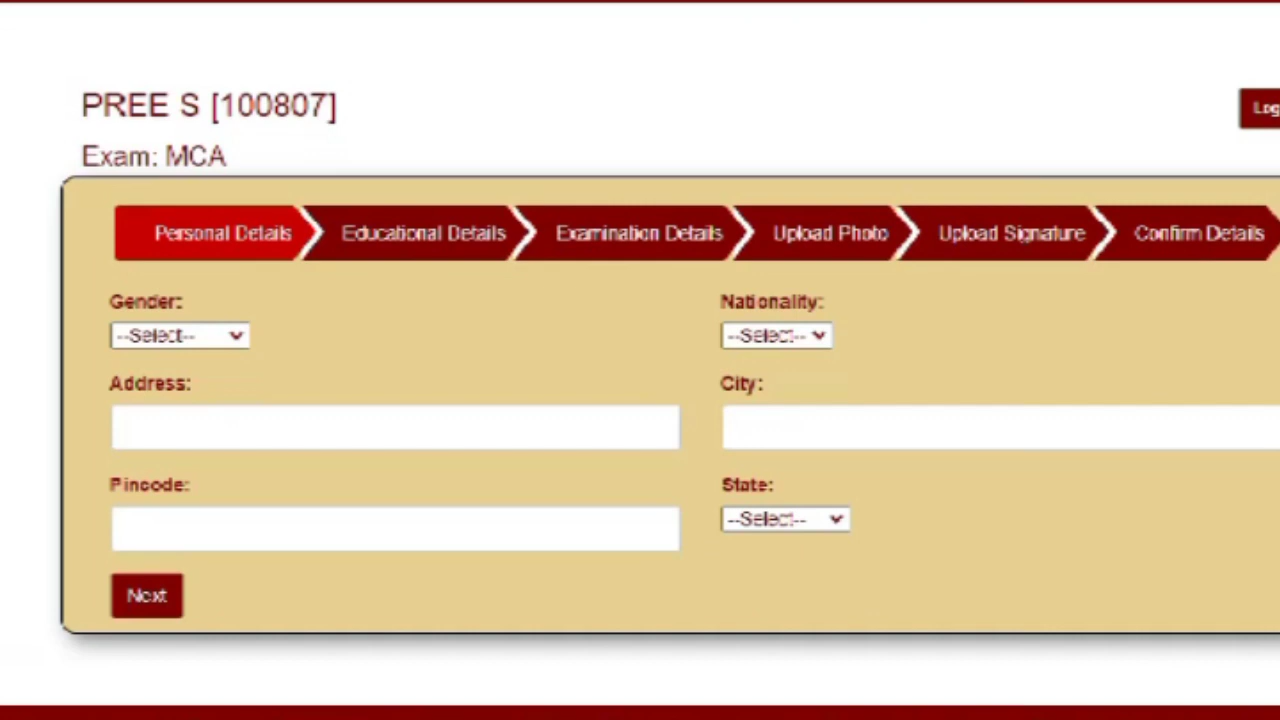 PREE S [100807]
Log
Exam: MCA
Personal Details Educational Details Examination Details Upload Photo Upload Signature Confirm Details
Gender: Nationality:
--Select-- --Select--
Address: City:
Pincode: State:
--Select--
Next